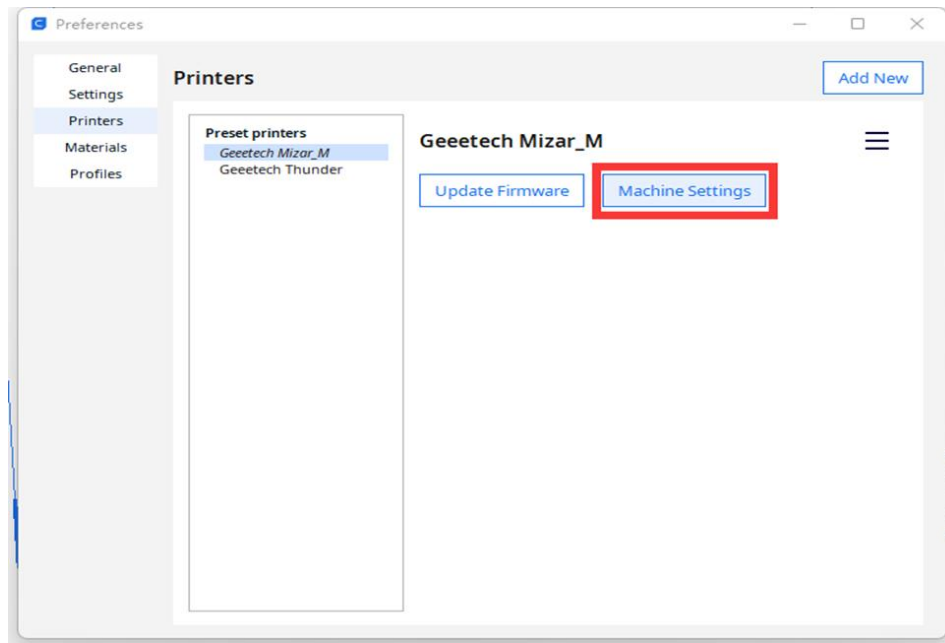 Preferences
General
Settings
Printers
Materials
Profiles
Printers
Add New
Preset printers
Geeetech Mizar_M
Geeetech Thunder
Geeetech Mizar_M
Update Firmware
Machine Settings